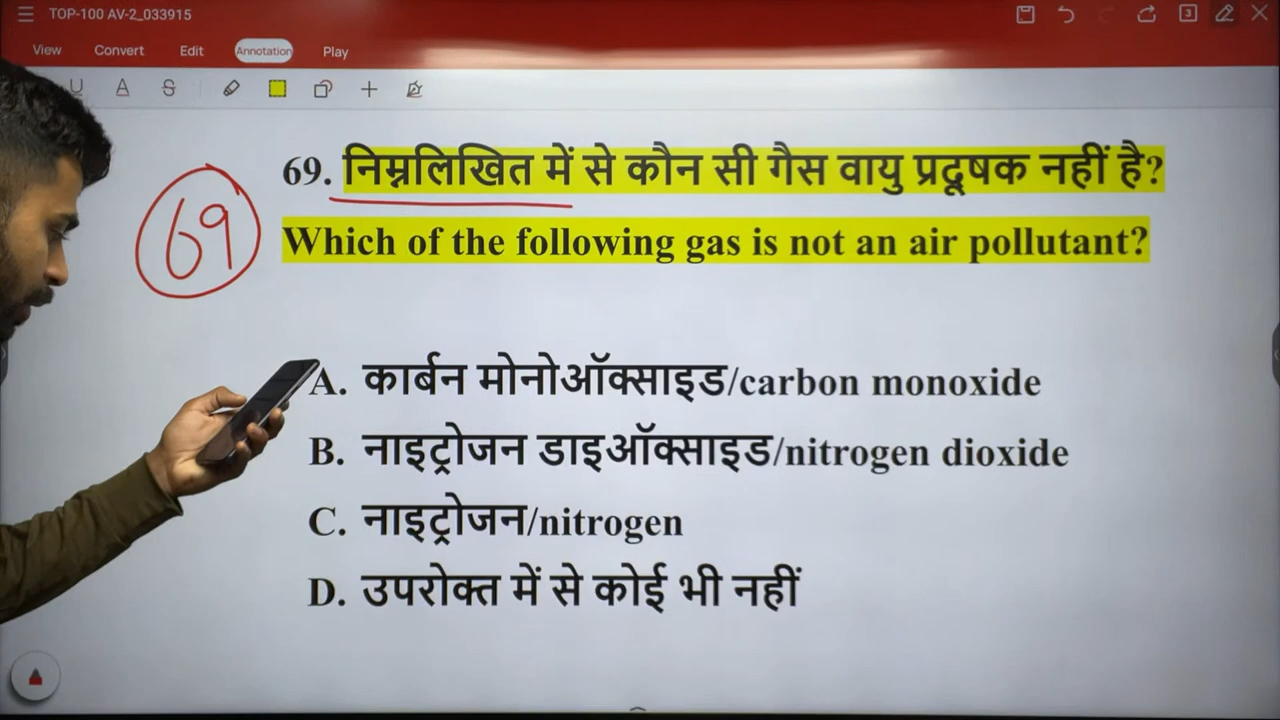 TOP-100 AV-2_033915
3
View Convert Edit Annotation Play
U A S
69. निम्नलिखित में से कौन सी गैस वायु प्रदूषक नहीं है?
69
Which of the following gas is not an air pollutant?
A. कार्बन मोनोऑक्साइड/carbon monoxide
B. नाइट्रोजन डाइऑक्साइड/nitrogen dioxide
C. नाइट्रोजन/nitrogen
D. उपरोक्त में से कोई भी नहीं